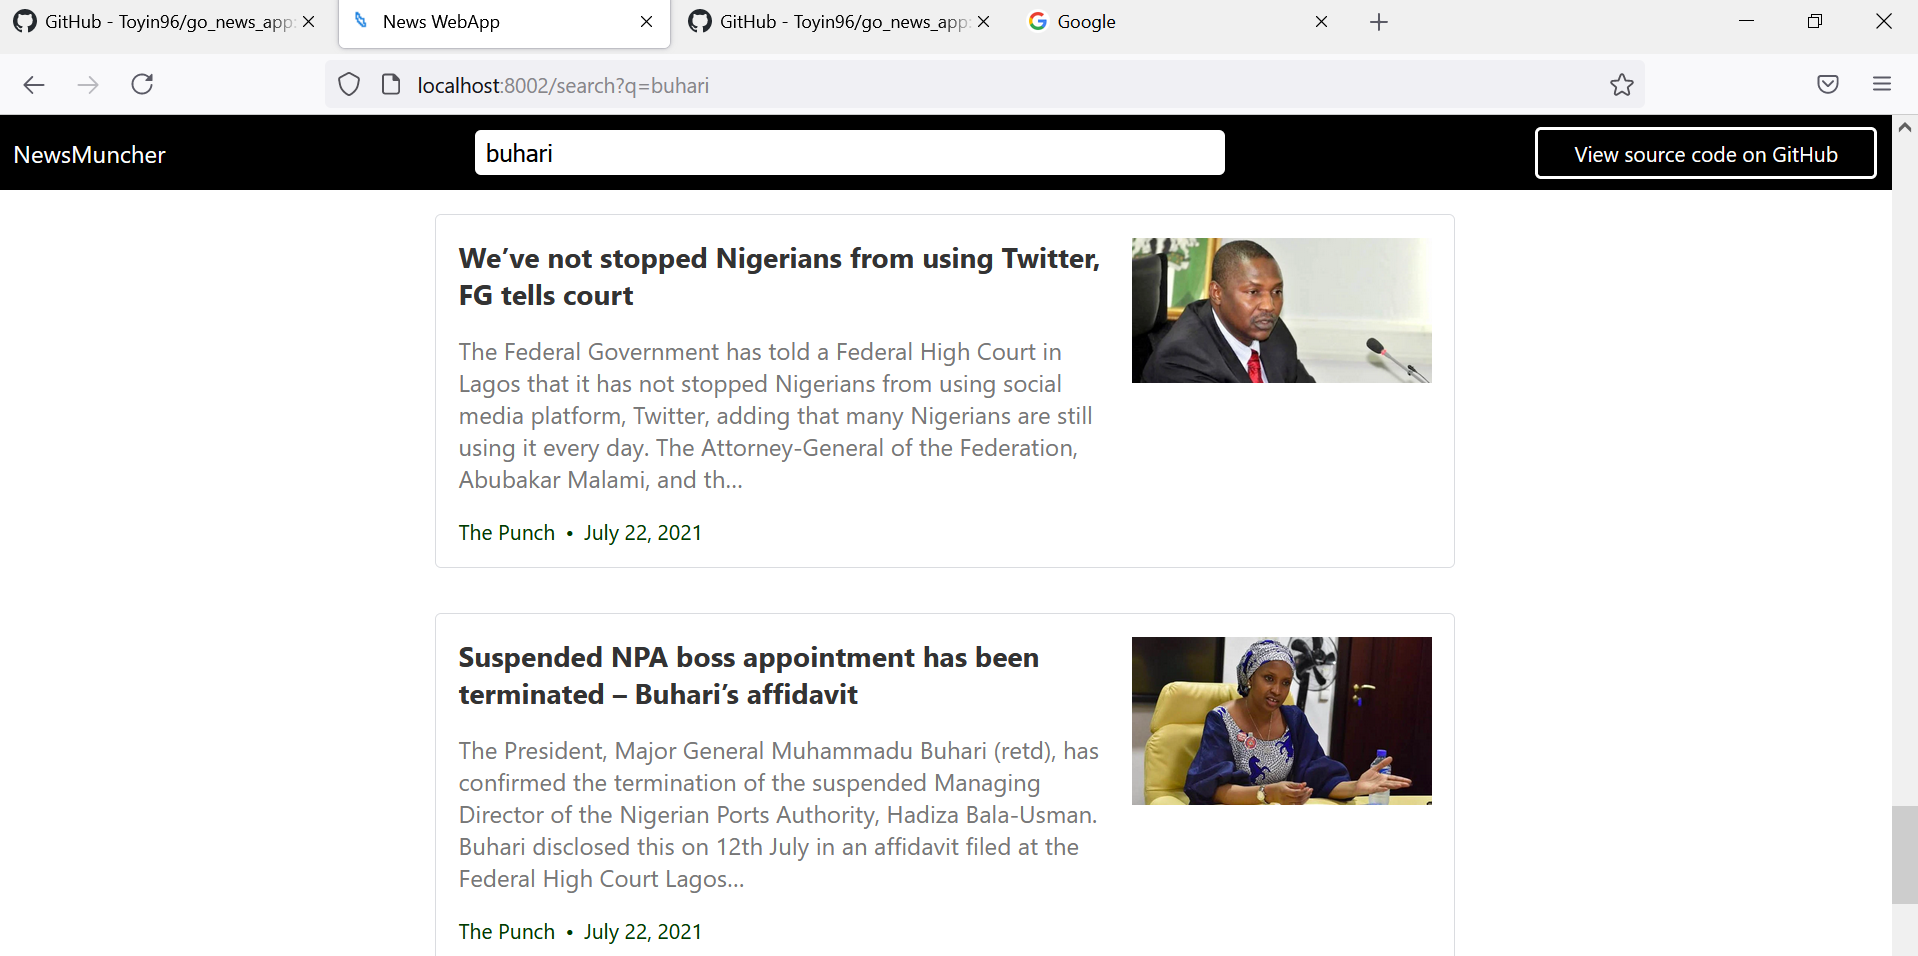 GitHub - Toyin96/go_news_app:
News WebApp
GitHub - Toyin96/go_news_app:
Google
localhost:8002/search?q=buhari
NewsMuncher
buhari
View source code on GitHub
We’ve not stopped Nigerians from using Twitter,
FG tells court
The Federal Government has told a Federal High Court in
Lagos that it has not stopped Nigerians from using social
media platform, Twitter, adding that many Nigerians are still
using it every day. The Attorney-General of the Federation,
Abubakar Malami, and th…
The Punch • July 22, 2021
Suspended NPA boss appointment has been
terminated – Buhari’s affidavit
The President, Major General Muhammadu Buhari (retd), has
confirmed the termination of the suspended Managing
Director of the Nigerian Ports Authority, Hadiza Bala-Usman.
Buhari disclosed this on 12th July in an affidavit filed at the
Federal High Court Lagos…
The Punch • July 22, 2021